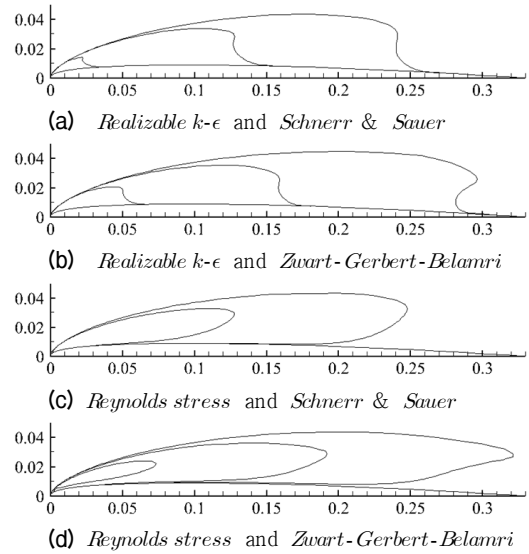 0.04
0.02
0
0 0.05 0.1 0.15 0.2 0.25 0.3
(a) Realizable k-ϵ and Schnerr & Sauer
0.04
0.02
0
0 0.05 0.1 0.15 0.2 0.25 0.3
(b) Realizable k-ϵ and Zwart-Gerbert-Belamri
0.04
0.02
0
0 0.05 0.1 0.15 0.2 0.25 0.3
(c) Reynolds stress and Schnerr & Sauer
0.04
0.02
0
0 0.05 0.1 0.15 0.2 0.25 0.3
(d) Reynolds stress and Zwart-Gerbert-Belamri